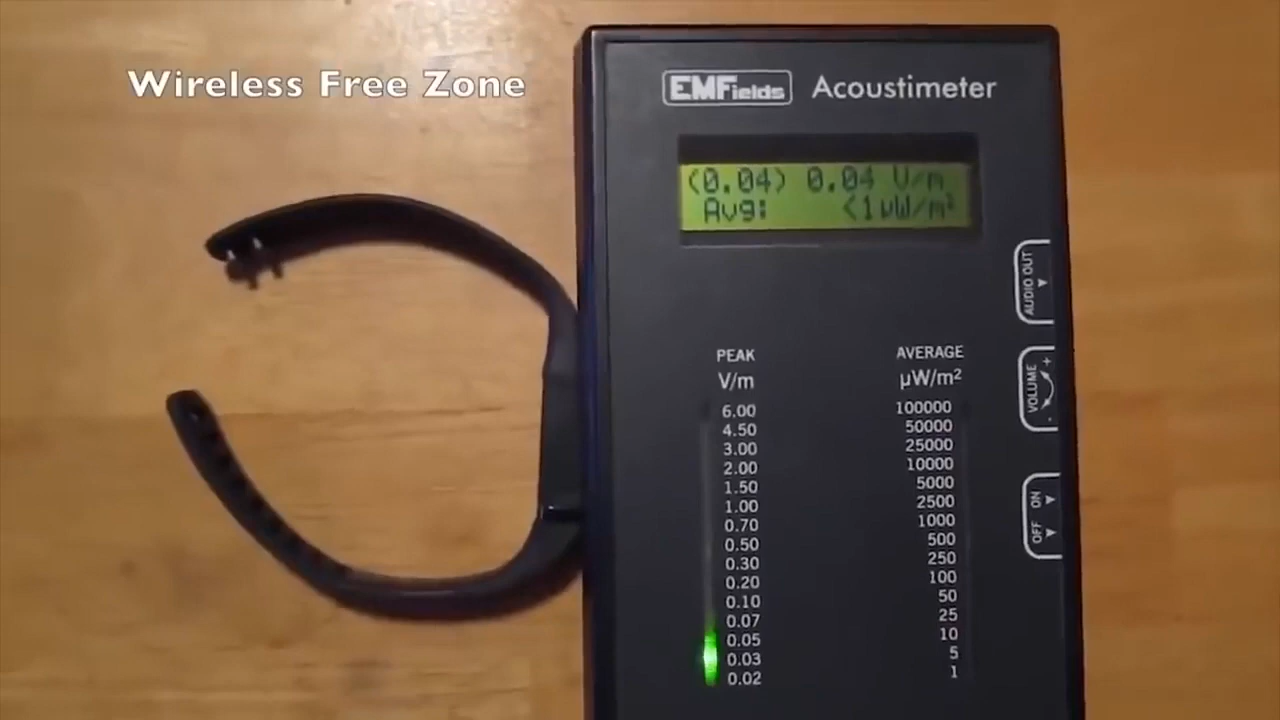 Wireless Free Zone
EMFields Acoustimeter
(0.04) 0.04 V/m
Avg: <1µW/m²
AUDIO OUT
VOLUME
+
-
OFF ON
PEAK
V/m
6.00
4.50
3.00
2.00
1.50
1.00
0.70
0.50
0.30
0.20
0.10
0.07
0.05
0.03
0.02
AVERAGE
µW/m²
100000
50000
25000
10000
5000
2500
1000
500
250
100
50
25
10
5
1